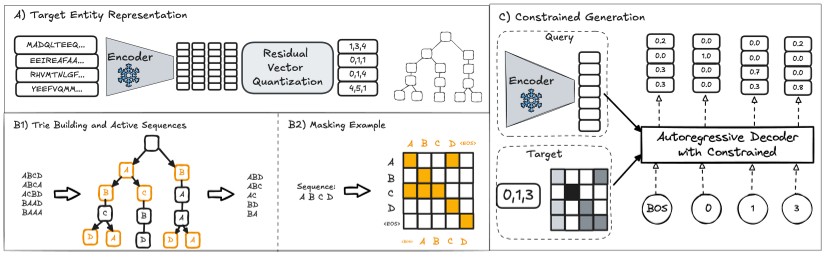 A) Target Entity Representation
MADQLTEEQ...
EEIREAFAA...
RHVMTNLGF...
YEEFVQMM...
Encoder
Residual
Vector
Quantization
1,3,4
0,1,1
0,1,4
4,5,1
B1) Trie Building and Active Sequences
ABCD
ABCA
ACBD
BAAD
BAAA
A
B
B
C
A
C
B
A
D
A
D
D
A
ABD
ABC
AC
BD
BA
B2) Masking Example
Sequence:
A B C D
A B C D <EOS>
A
B
C
D
<EOS>
A B C D
C) Constrained Generation
Query
Encoder
Target
0,1,3
0.2 0.0 0.0 0.2
0.0 1.0 0.0 0.0
0.3 0.0 0.7 0.0
0.3 0.0 0.3 0.8
Autoregressive Decoder
with Constrained
BOS 0 1 3